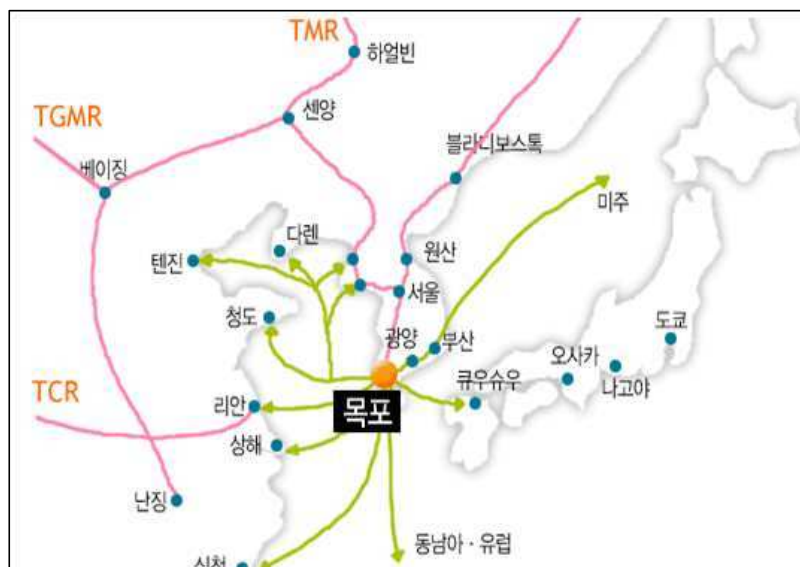 TMR
하얼빈
TGMR
센양
베이징
블라디보스톡
미주
다렌
텐진
원산
서울
청도
광양
부산
도쿄
오사카
큐우슈우
나고야
TCR
리안
목포
상해
난징
동남아 · 유럽